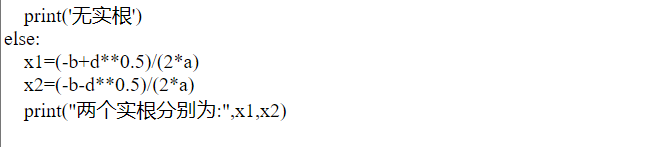 print('无实根')
else:
x1=(-b+d**0.5)/(2*a)
x2=(-b-d**0.5)/(2*a)
print("两个实根分别为:",x1,x2)